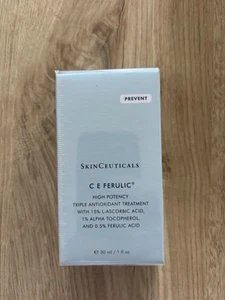 PREVENT
SKINCEUTICALS
C E FERULIC®
HIGH POTENCY
TRIPLE ANTIOXIDANT TREATMENT
WITH 15% L-ASCORBIC ACID,
1% ALPHA TOCOPHEROL,
AND 0.5% FERULIC ACID
℮ 30 ml / 1 fl oz